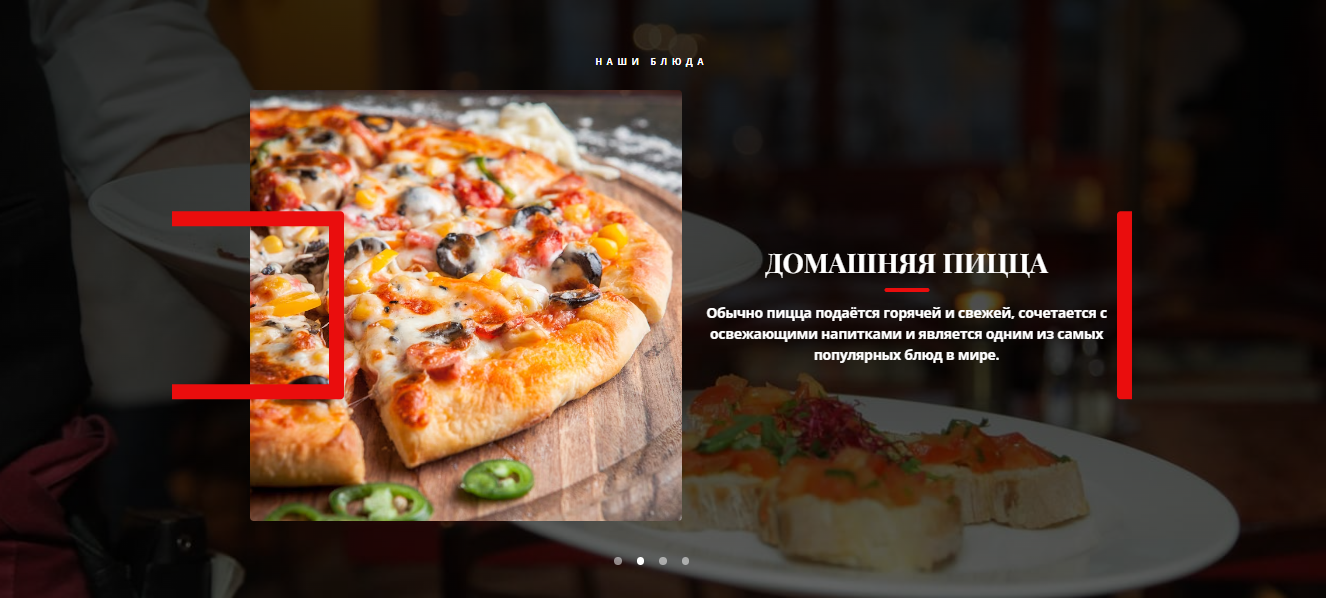 НАШИ БЛЮДА
ДОМАШНЯЯ ПИЦЦА
Обычно пицца подаётся горячей и свежей, сочетается с
освежающими напитками и является одним из самых
популярных блюд в мире.